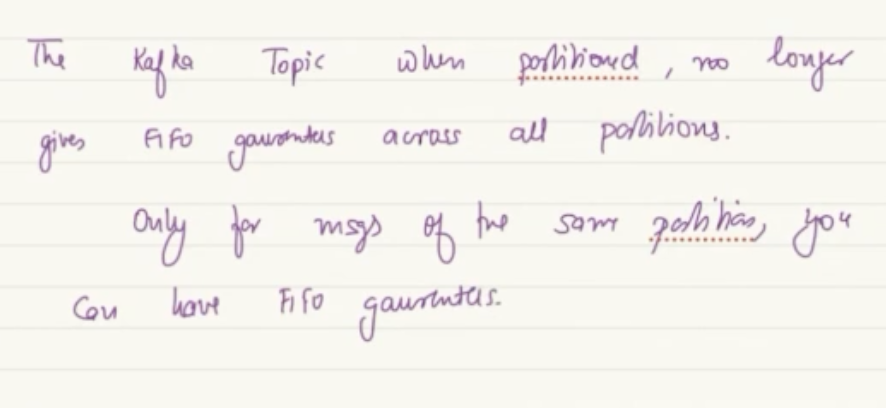 The Kafka Topic when partitioned, no longer
gives FIFO gaurantees across all partitions.
Only for msgs of the same partition, you
Can have FIFO gaurantees.